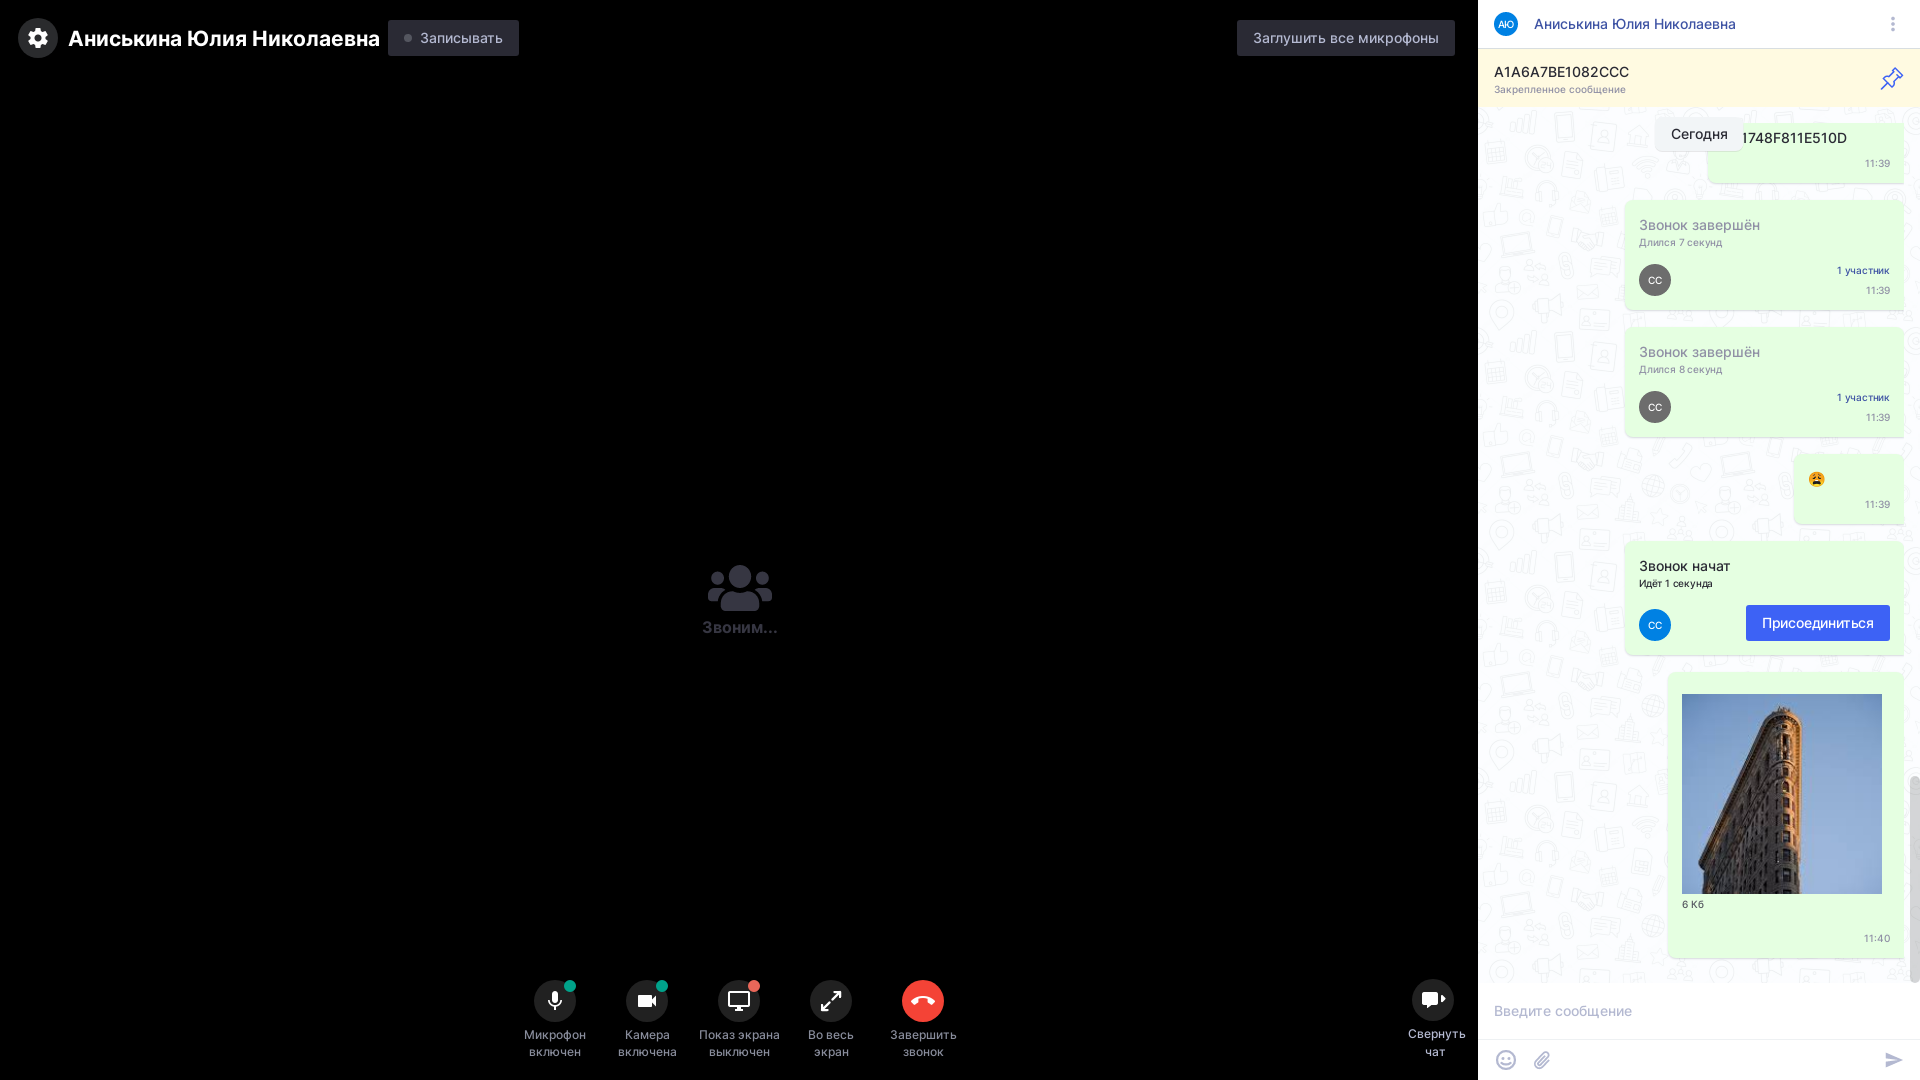 Аниськина Юлия Николаевна
Записывать
Заглушить все микрофоны
Звоним...
Микрофон
включен
Камера
включена
Показ экрана
выключен
Во весь
экран
Завершить
звонок
Свернуть
чат
АЮ
Аниськина Юлия Николаевна
A1A6A7BE1082CCC
Закрепленное сообщение
Сегодня
1748F811E510D
11:39
Звонок завершён
Длился 7 секунд
СС
1 участник
11:39
Звонок завершён
Длился 8 секунд
СС
1 участник
11:39
😩
11:39
Звонок начат
Идёт 1 секунда
СС
Присоединиться
6 Кб
11:40
Введите сообщение